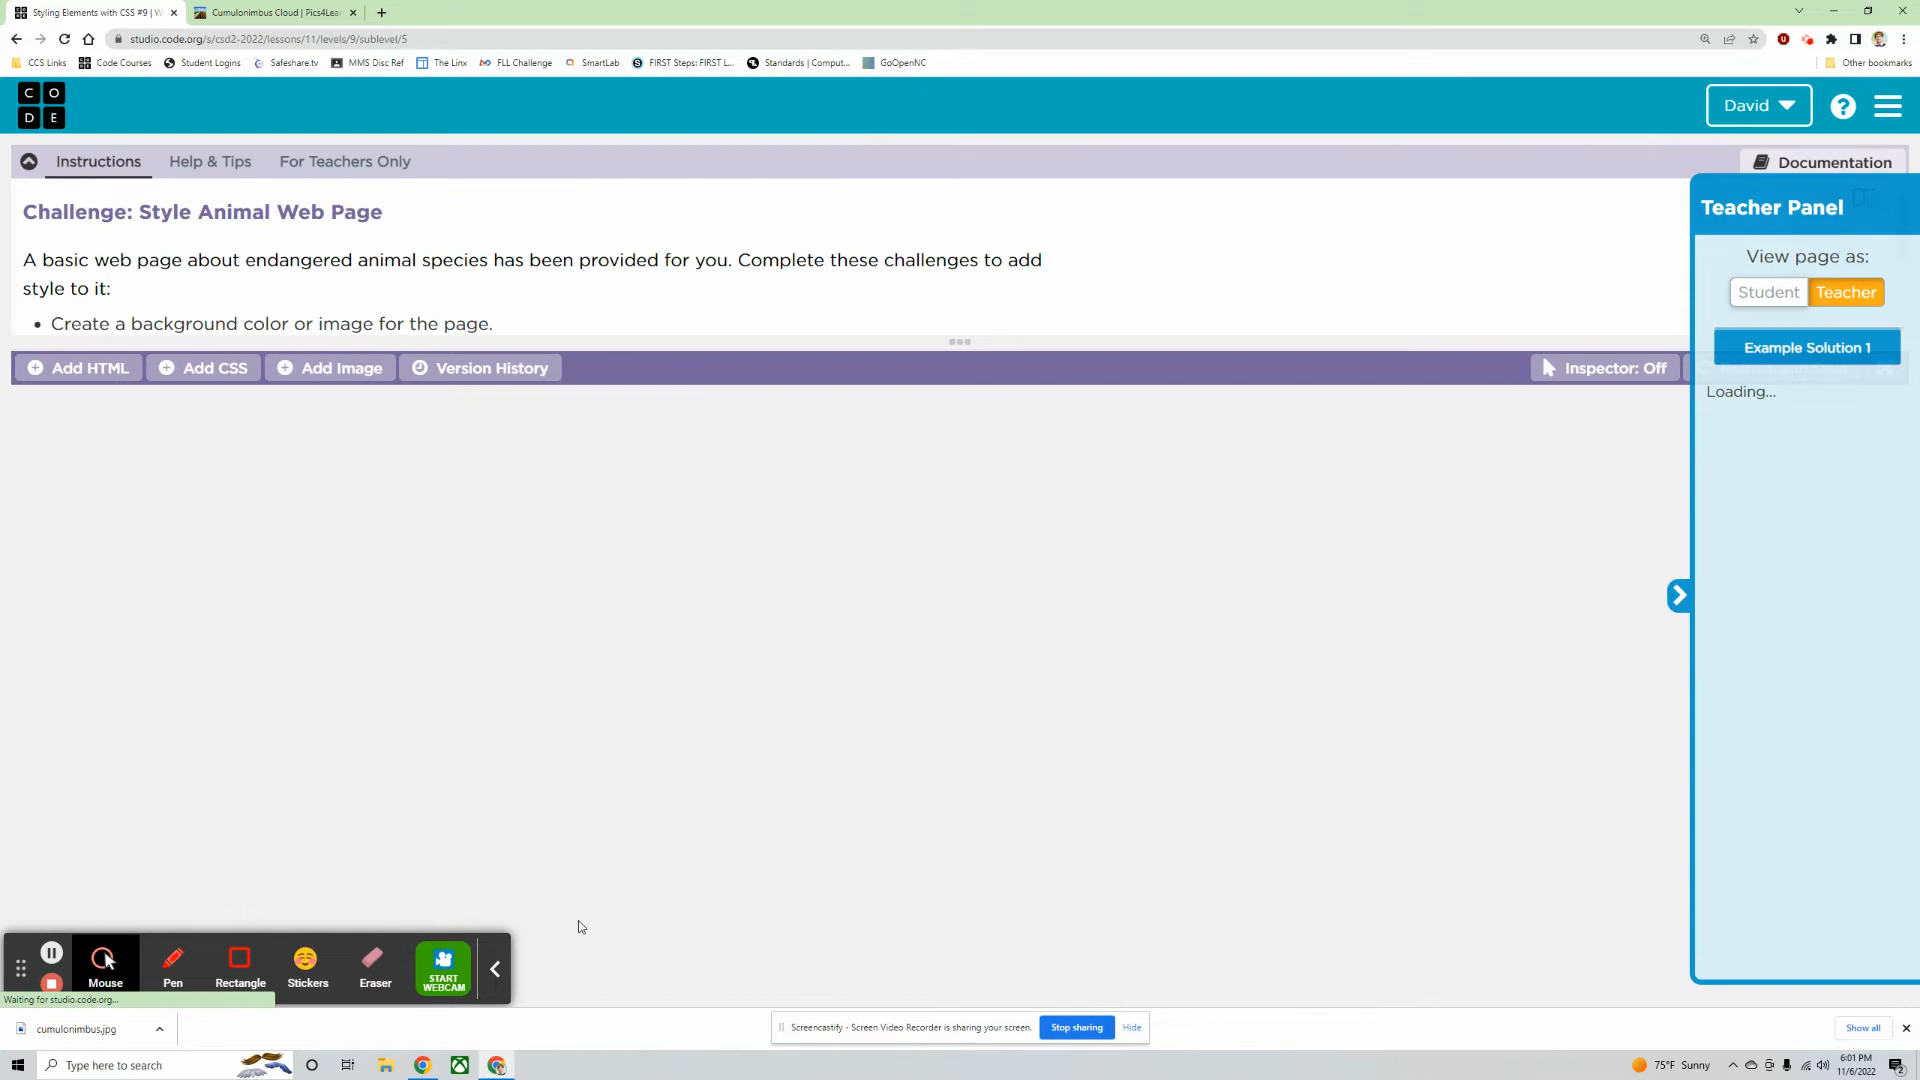 Styling Elements with CSS #9 | W
Cumulonimbus Cloud | Pics4Lear
studio.code.org/s/csd2-2022/lessons/11/levels/9/sublevel/5
CCS Links
Code Courses
Student Logins
Safeshare.tv
MMS Disc Ref
The Linx
FLL Challenge
SmartLab
FIRST Steps: FIRST L...
Standards | Comput...
GoOpenNC
Other bookmarks
C O
D E
David
Instructions
Help & Tips
For Teachers Only
Documentation
Challenge: Style Animal Web Page
A basic web page about endangered animal species has been provided for you. Complete these challenges to add
style to it:
• Create a background color or image for the page.
Teacher Panel
View page as:
Student
Teacher
Example Solution 1
Loading...
Add HTML
Add CSS
Add Image
Version History
Inspector: Off
Mouse
Pen
Rectangle
Stickers
Eraser
START
WEBCAM
Waiting for studio.code.org...
cumulonimbus.jpg
Screencastify - Screen Video Recorder is sharing your screen.
Stop sharing
Hide
Show all
Type here to search
75°F Sunny
6:01 PM
11/6/2022